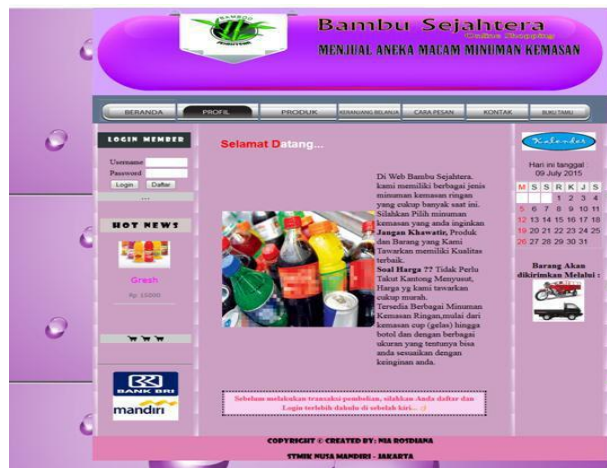 Bambu Sejahtera
Online Shopping
MENJUAL ANEKA MACAM MINUMAN KEMASAN
BAMBOO
BERANDA
PROFIL
PRODUK
KERANJANG BELANJA
CARA PESAN
KONTAK
BUKU TAMU
LOGIN MEMBER
Username
Password
Login Daftar
...
HOT NEWS
Gresh
Rp.
BANK BRI
mandiri
Selamat Datang...
Di Web Bambu Sejahtera.
kami memiliki berbagai jenis
minuman kemasan ringan
yang cukup banyak saat ini.
Silahkan Pilih minuman
kemasan yang anda inginkan
Jangan Khawatir, Produk
dan Barang yang Kami
Tawarkan memiliki Kualitas
terbaik.
Soal Harga ?? Tidak Perlu
Takut Kantong Menyusut,
Harga yg kami tawarkan
cukup murah.
Tersedia Berbagai Minuman
Kemasan Ringan,mulai dari
kemasan cup (gelas) hingga
botol dan dengan berbagai
ukuran yang tentunya bisa
anda sesuaikan dengan
keinginan anda.
Sebelum melakukan transaksi pembelian, silahkan Anda daftar dan
Login terlebih dahulu di sebelah kiri...
Kalender
Hari ini tanggal :
09 July 2015
M S S R K J S
1 2 3 4
5 6 7 8 9 10 11
12 13 14 15 16 17 18
19 20 21 22 23 24 25
26 27 28 29 30 31
Barang Akan
dikirimkan Melalui :
COPYRIGHT © CREATED BY: NIA ROSDIANA
STMIK NUSA MANDIRI - JAKARTA